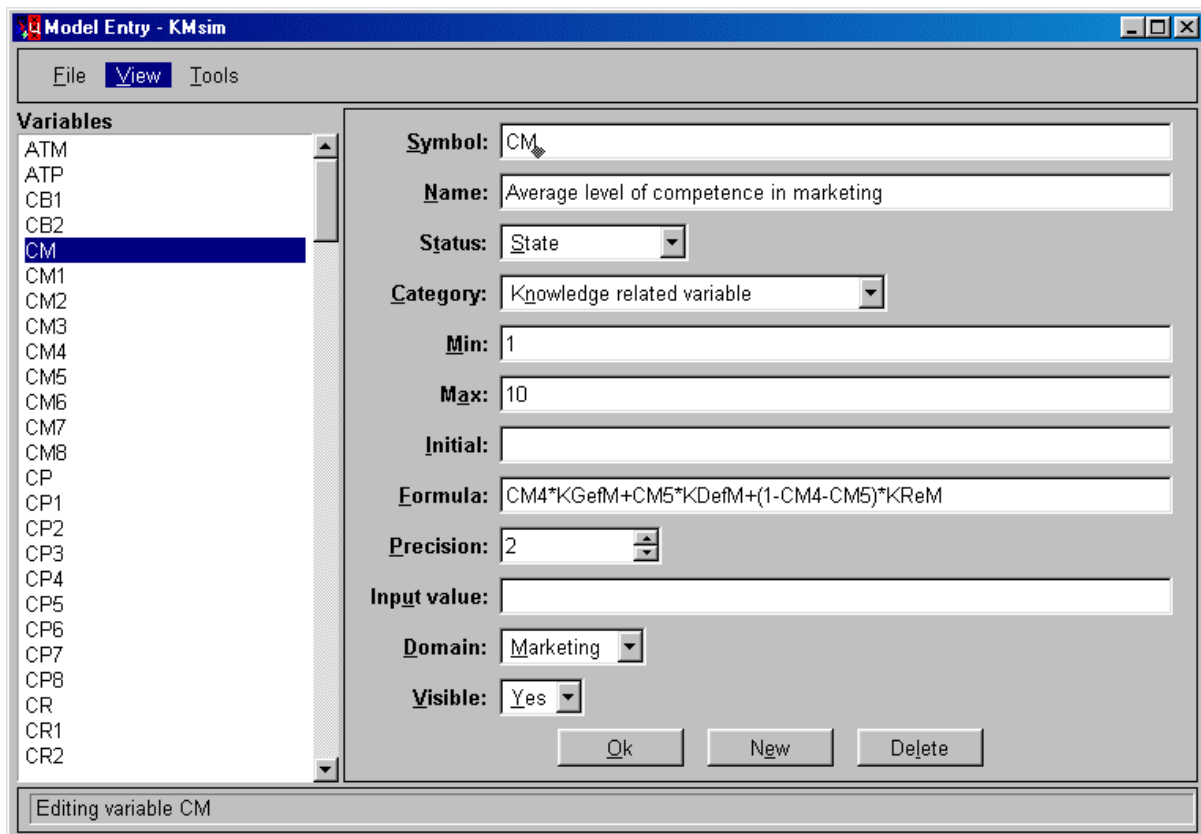 Model Entry - KMsim
File View Tools
Variables
ATM
ATP
CB1
CB2
CM
CM1
CM2
CM3
CM4
CM5
CM6
CM7
CM8
CP
CP1
CP2
CP3
CP4
CP5
CP6
CP7
CP8
CR
CR1
CR2
Symbol: CM
Name: Average level of competence in marketing
Status: State
Category: Knowledge related variable
Min: 1
Max: 10
Initial:
Formula: CM4*KGefM+CM5*KDefM+(1-CM4-CM5)*KReM
Precision: 2
Input value:
Domain: Marketing
Visible: Yes
Ok New Delete
Editing variable CM